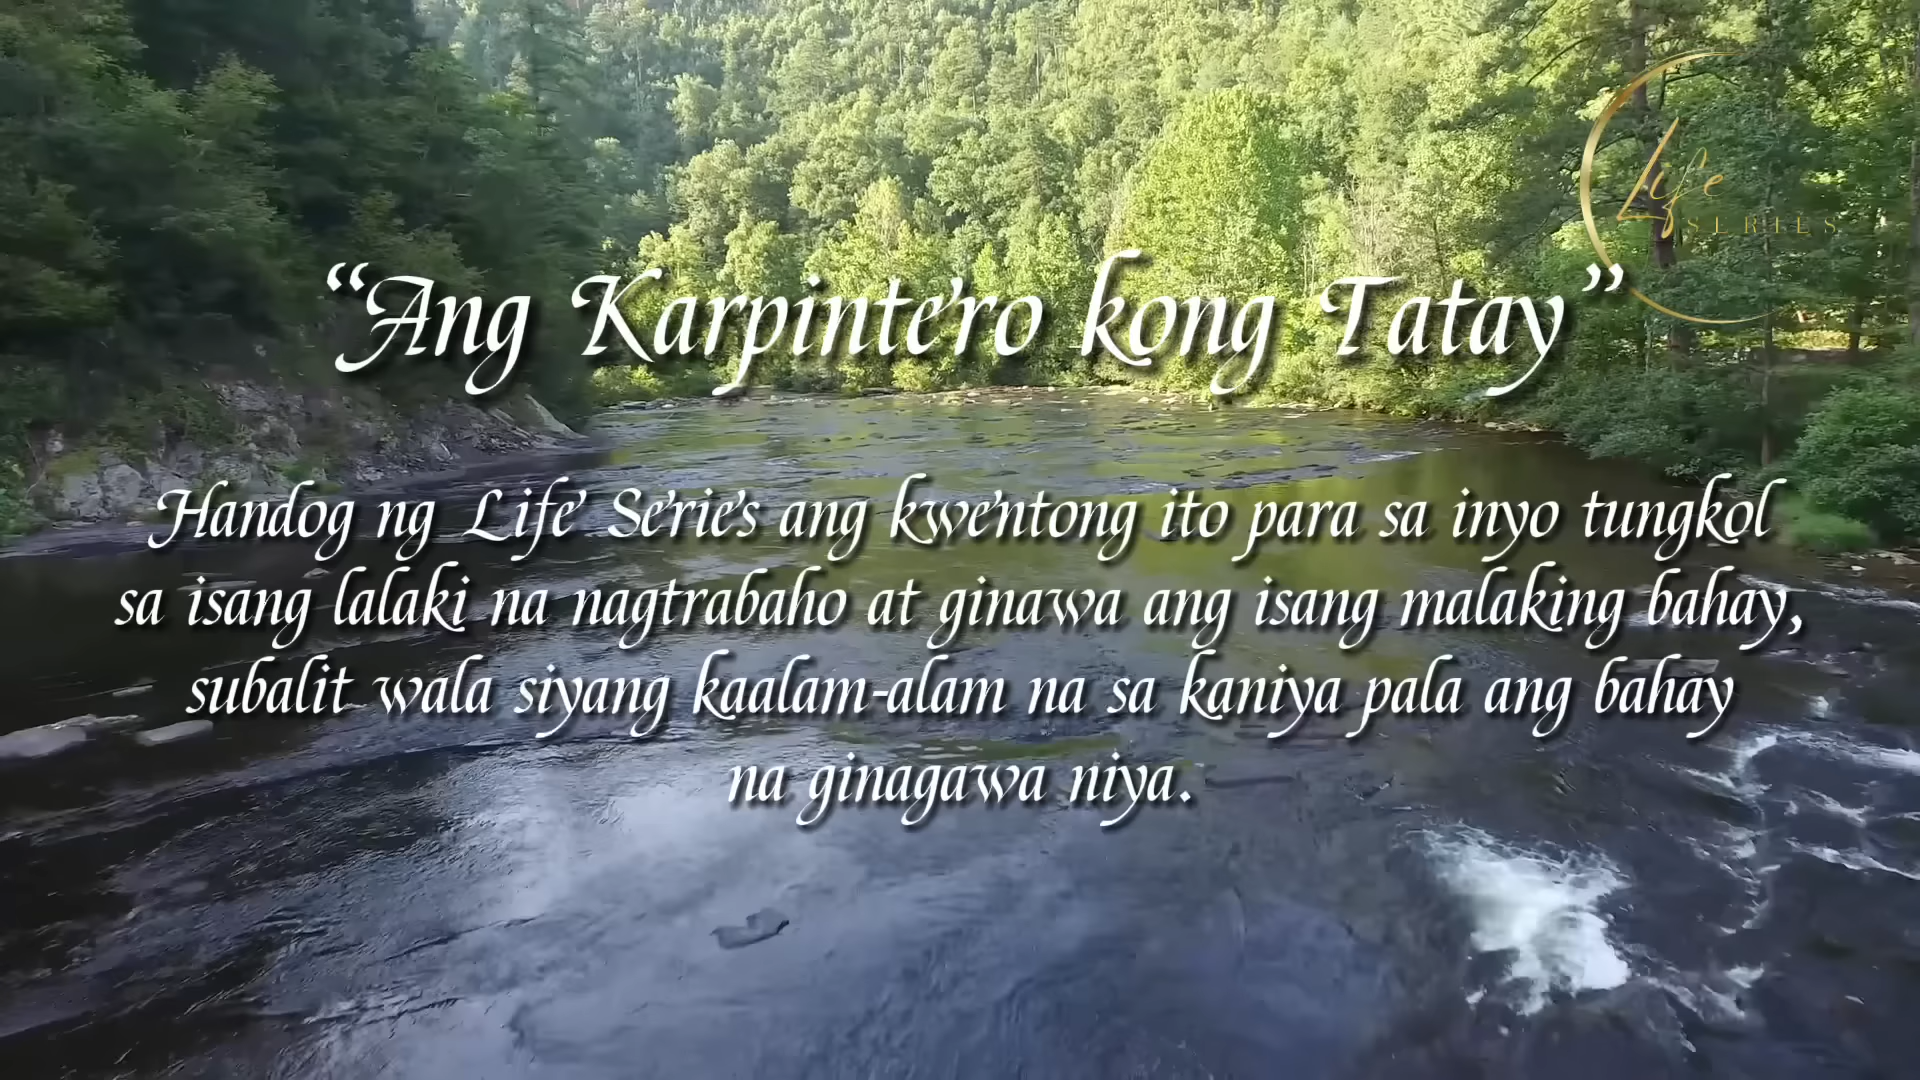 Life
SERIES
“Ang Karpintero kong Tatay”
Handog ng Life Series ang kwentong ito para sa inyo tungkol
sa isang lalaki na nagtrabaho at ginawa ang isang malaking bahay,
subalit wala siyang kaalam-alam na sa kaniya pala ang bahay
na ginagawa niya.